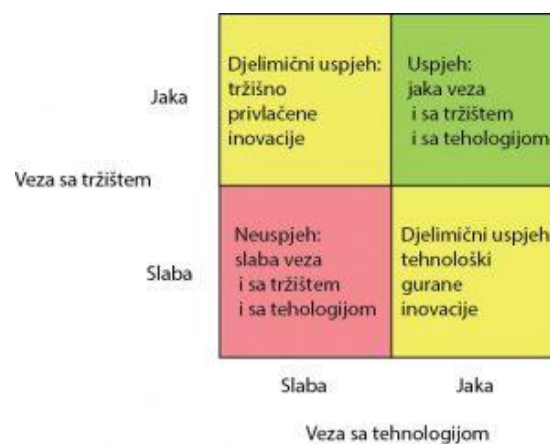 Djelimični uspjeh:
tržišno
privlačene
inovacije
Uspjeh:
jaka veza
i sa tržištem
i sa tehologijom
Jaka
Veza sa tržištem
Neuspjeh:
slaba veza
i sa tržištem
i sa tehologijom
Djelimični uspjeh:
tehnološki
gurane
inovacije
Slaba
Slaba
Jaka
Veza sa tehnologijom